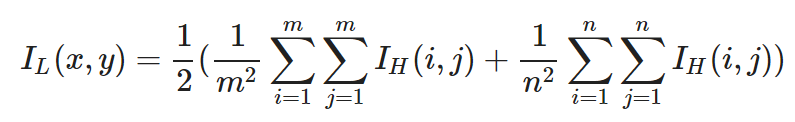 I_L(x, y) = \frac{1}{2}(\frac{1}{m^2} \sum_{i=1}^{m} \sum_{j=1}^{m} I_H(i, j) + \frac{1}{n^2} \sum_{i=1}^{n} \sum_{j=1}^{n} I_H(i, j))